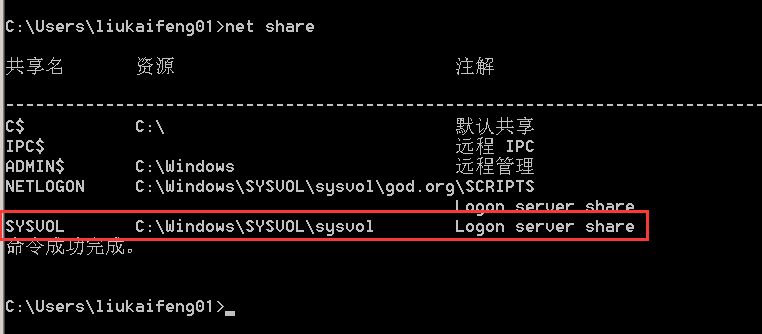 C:\Users\liukaifeng01>net share
共享名 资源 注解
-------------------------------------------------------------------------------
C$ C:\ 默认共享
IPC$ 远程 IPC
ADMIN$ C:\Windows 远程管理
NETLOGON C:\Windows\SYSVOL\sysvol\god.org\SCRIPTS
Logon server share
SYSVOL C:\Windows\SYSVOL\sysvol Logon server share
命令成功完成。
C:\Users\liukaifeng01>_